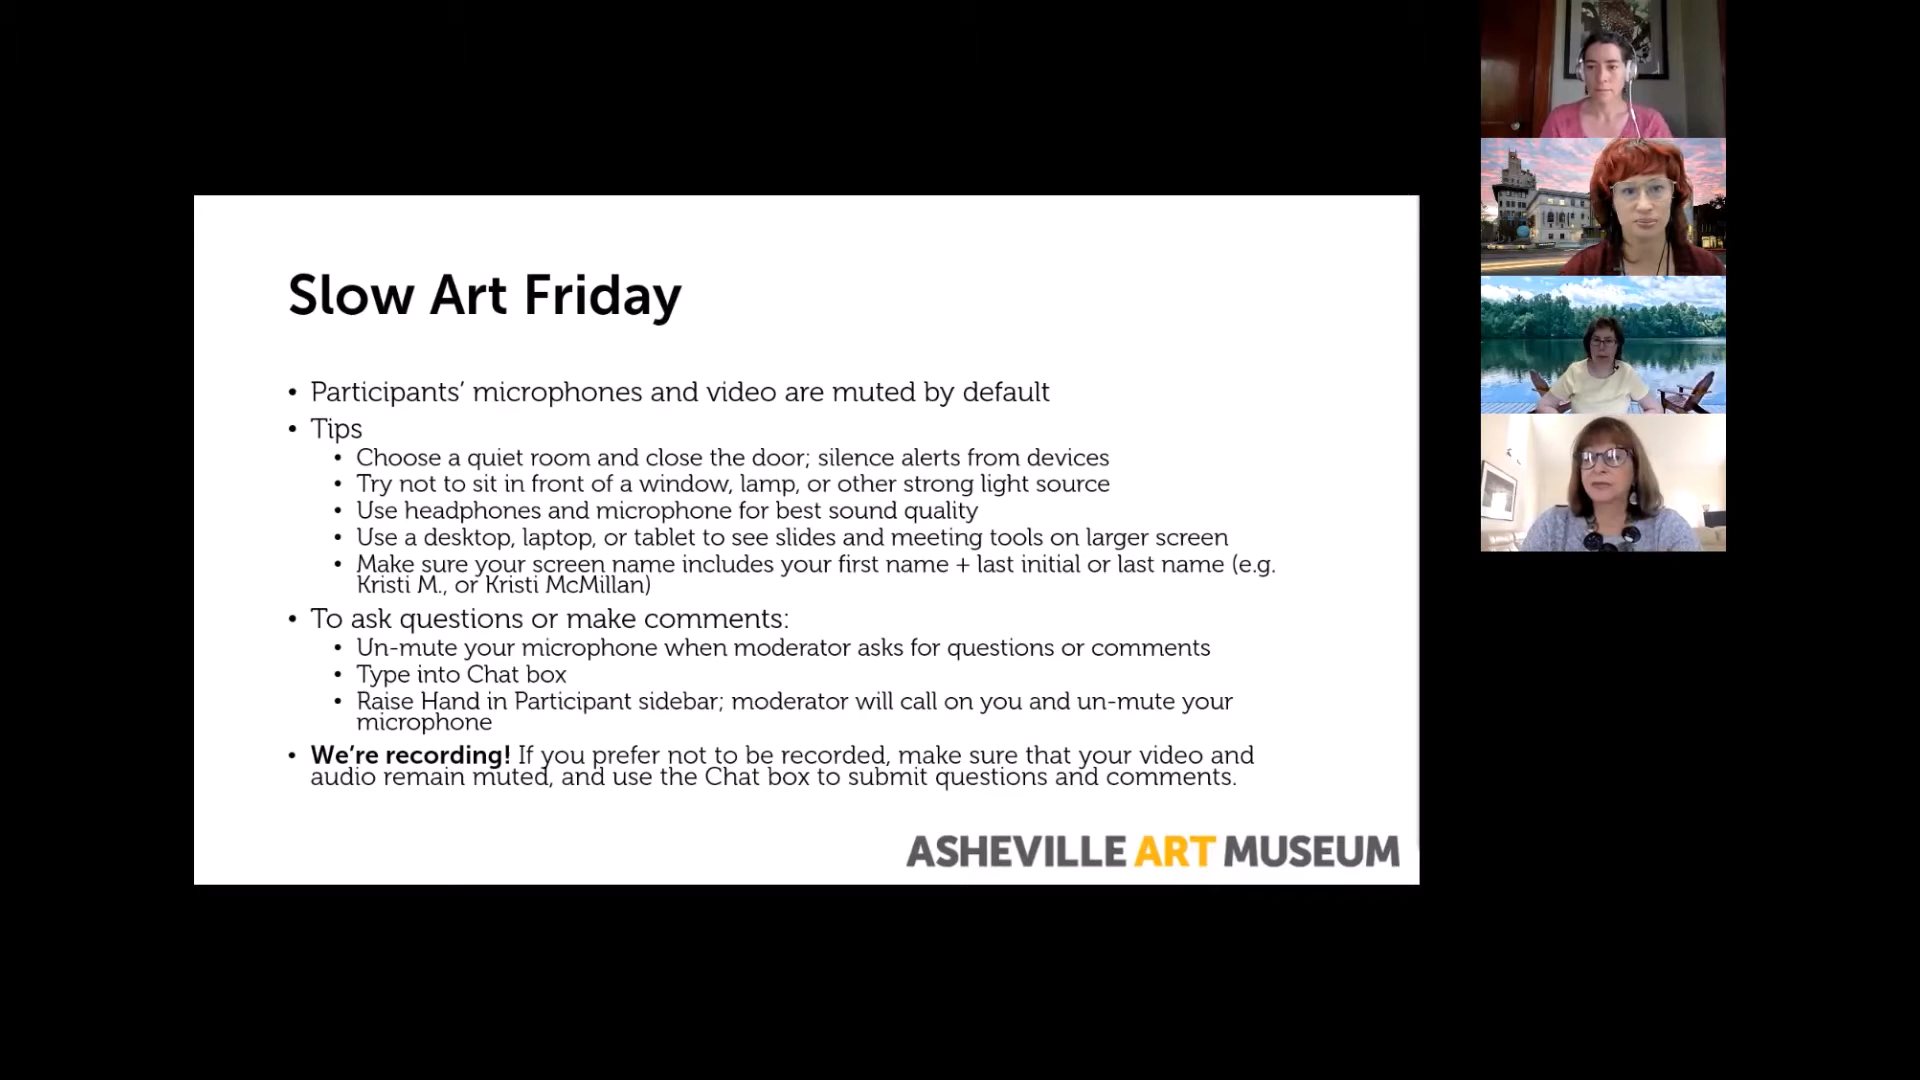 Slow Art Friday
• Participants’ microphones and video are muted by default
• Tips
• Choose a quiet room and close the door; silence alerts from devices
• Try not to sit in front of a window, lamp, or other strong light source
• Use headphones and microphone for best sound quality
• Use a desktop, laptop, or tablet to see slides and meeting tools on larger screen
• Make sure your screen name includes your first name + last initial or last name (e.g.
Kristi M., or Kristi McMillan)
• To ask questions or make comments:
• Un-mute your microphone when moderator asks for questions or comments
• Type into Chat box
• Raise Hand in Participant sidebar; moderator will call on you and un-mute your
microphone
• We’re recording! If you prefer not to be recorded, make sure that your video and
audio remain muted, and use the Chat box to submit questions and comments.
ASHEVILLE ART MUSEUM